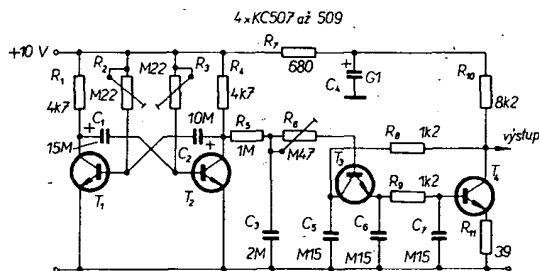 4×KC507 až 509
+10 V
R7
680
R1
4k7
R2
M22
M22
R3
R4
4k7
C4
G1
R10
8k2
C1
15M
10M
C2
R5
1M
R6
M47
R8
1k2
výstup
T1
T2
T3
R9
1k2
T4
C3
2M
C5
M15
C6
M15
C7
M15
R11
39